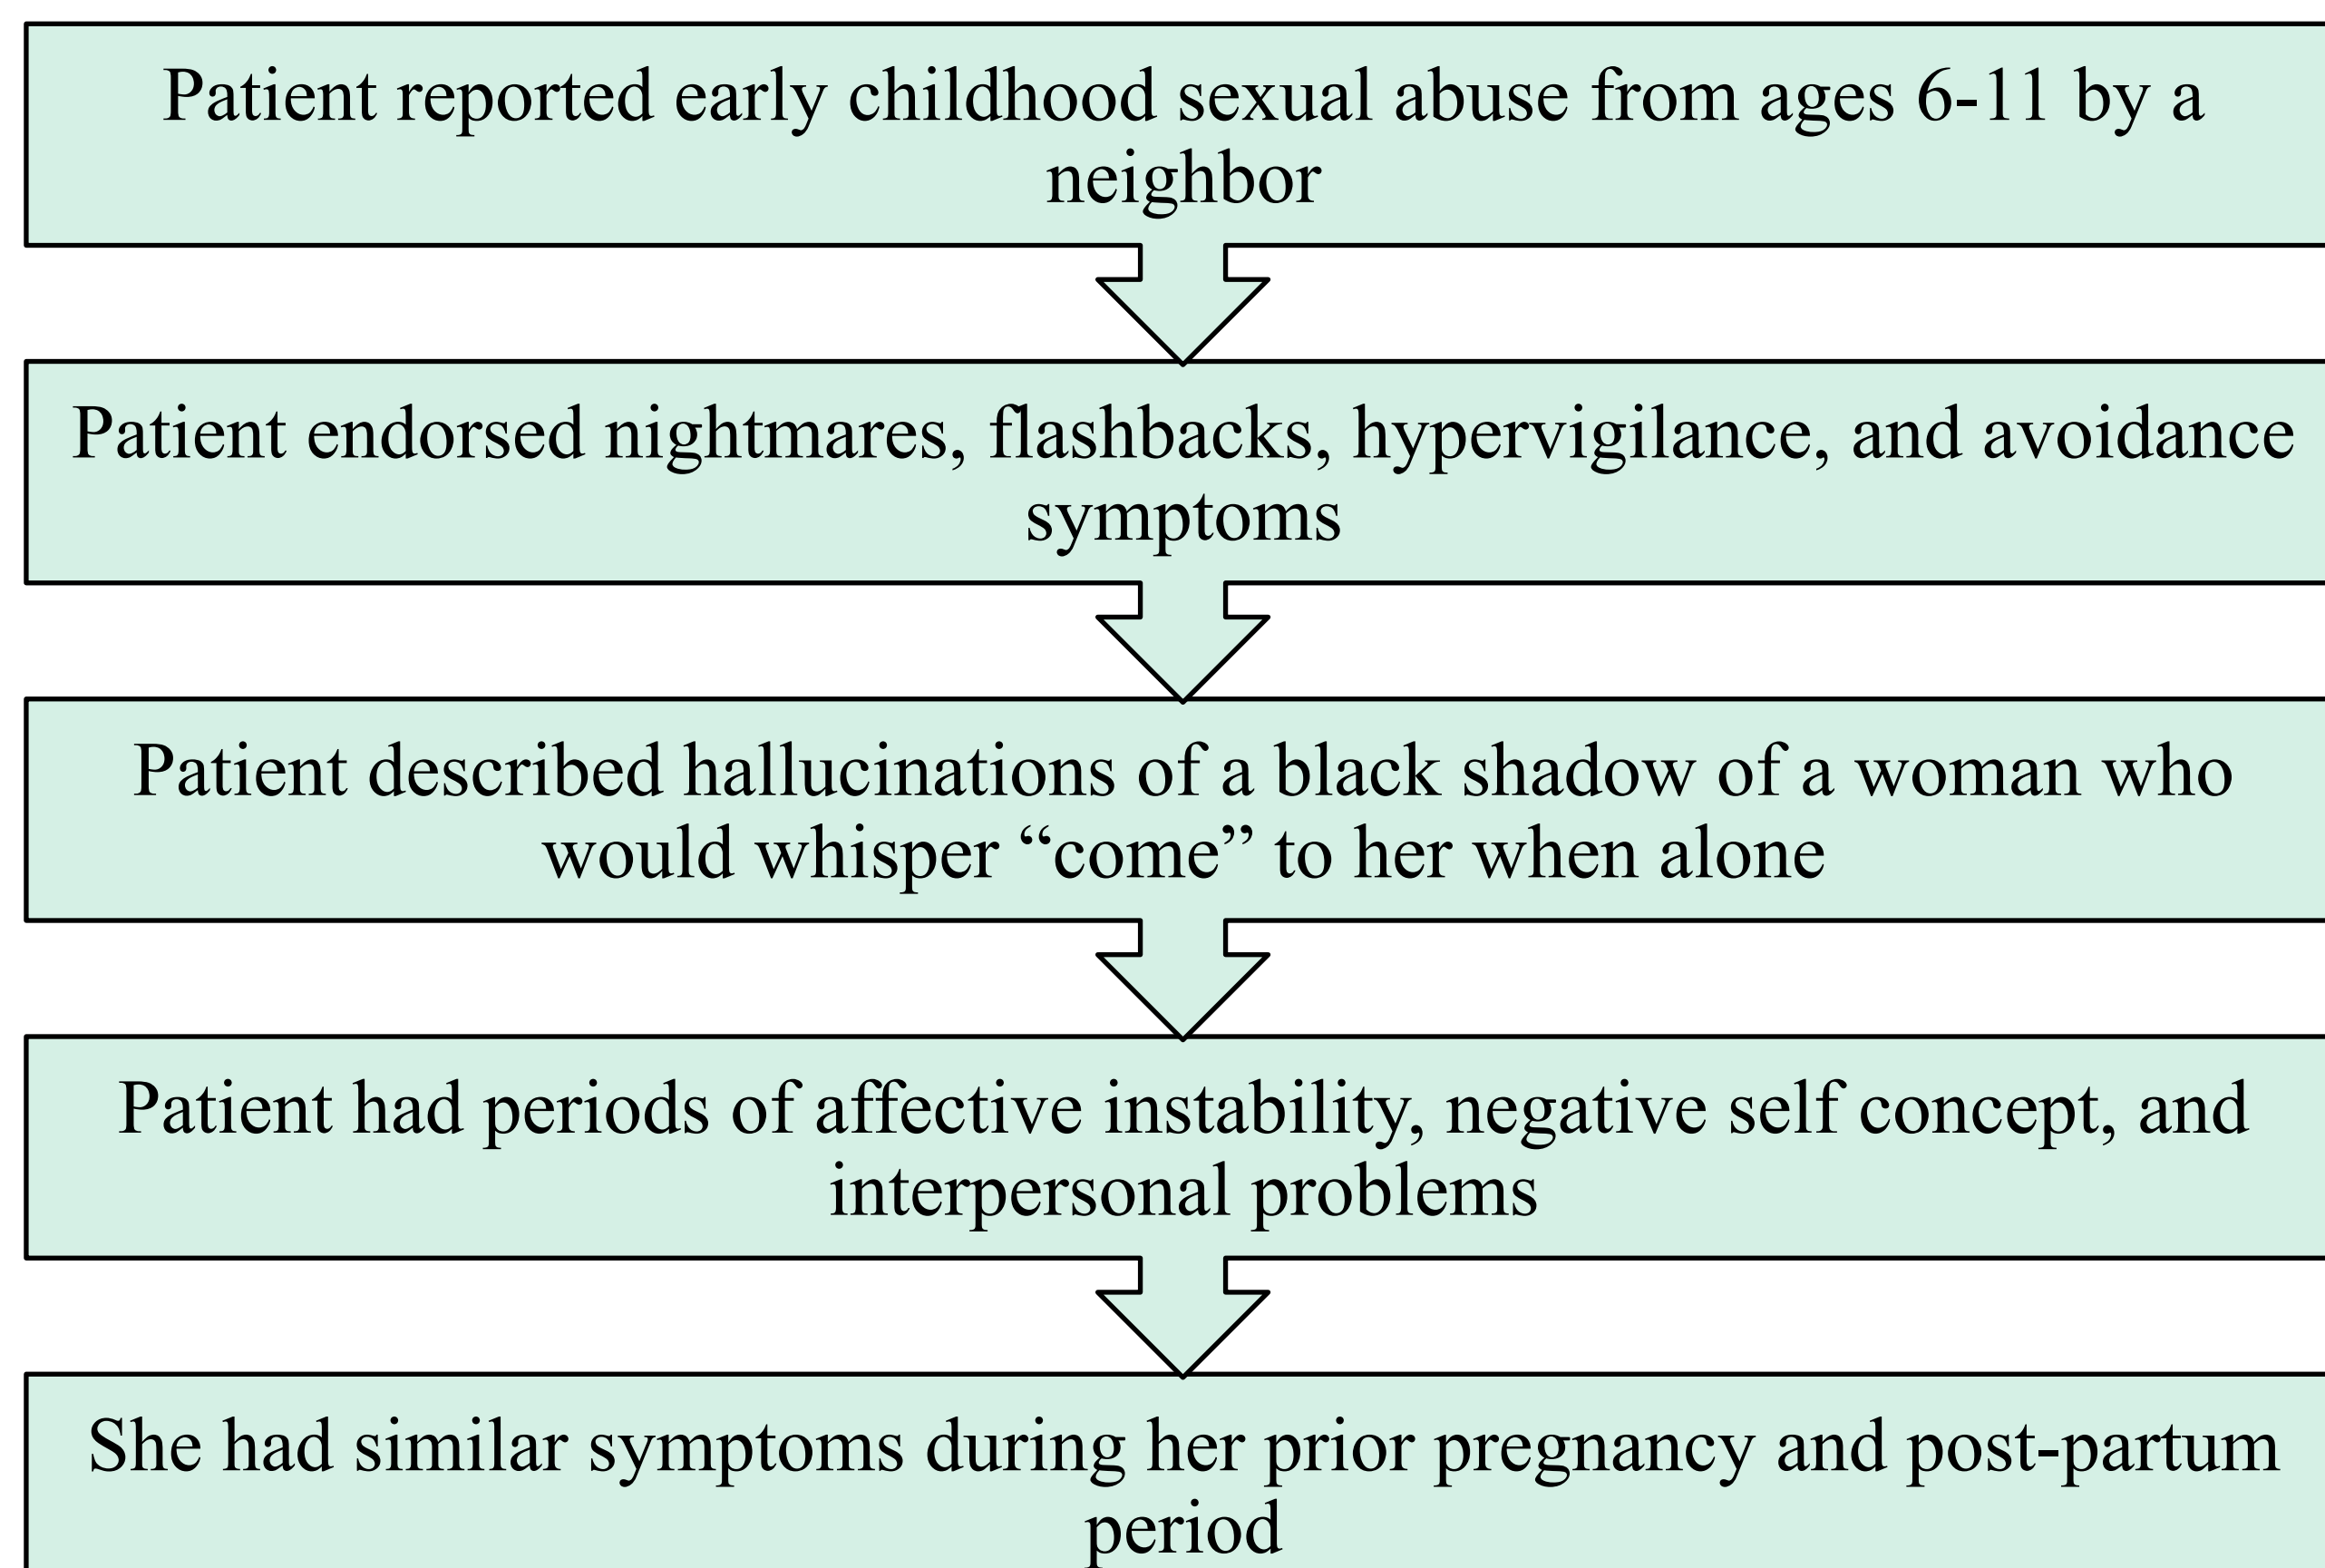 Patient reported early childhood sexual abuse from ages 6-11 by a
neighbor
Patient endorsed nightmares, flashbacks, hypervigilance, and avoidance
symptoms
Patient described hallucinations of a black shadow of a woman who
would whisper “come” to her when alone
Patient had periods of affective instability, negative self concept, and
interpersonal problems
She had similar symptoms during her prior pregnancy and post-partum
period